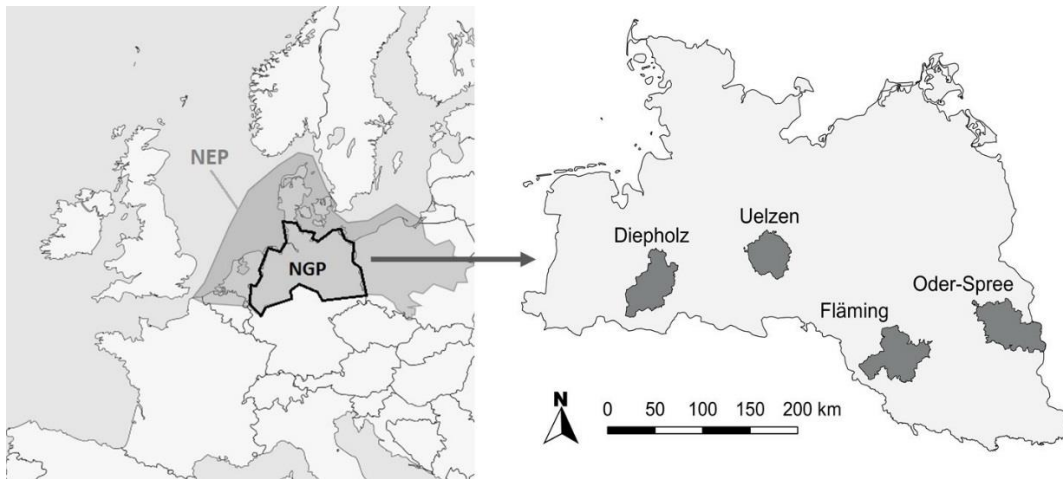 NEP
NGP
Uelzen
Diepholz
Oder-Spree
Fläming
N
0 50 100 150 200 km